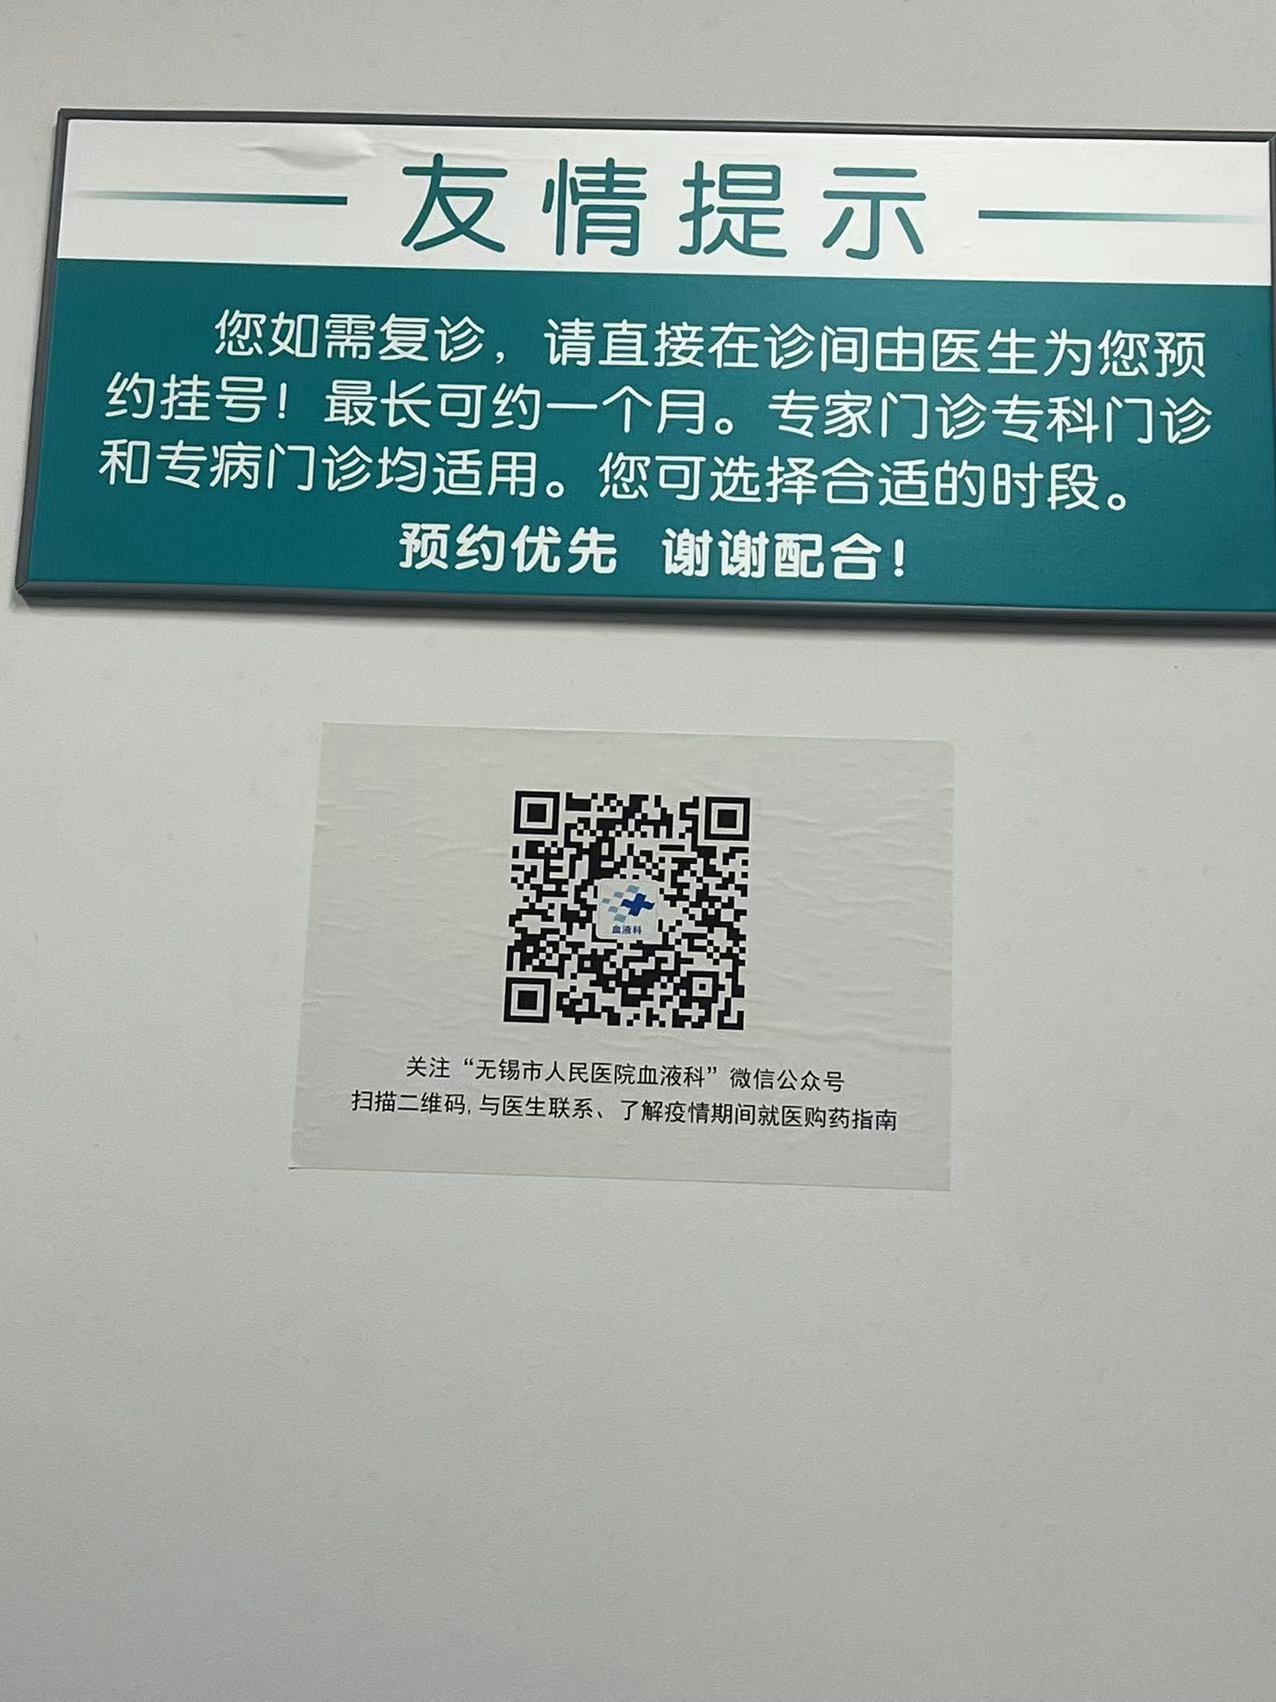 友情提示
您如需复诊，请直接在诊间由医生为您预
约挂号！最长可约一个月。专家门诊专科门诊
和专病门诊均适用。您可选择合适的时段。
预约优先 谢谢配合！
血液科
关注“无锡市人民医院血液科”微信公众号
扫描二维码,与医生联系、了解疫情期间就医购药指南